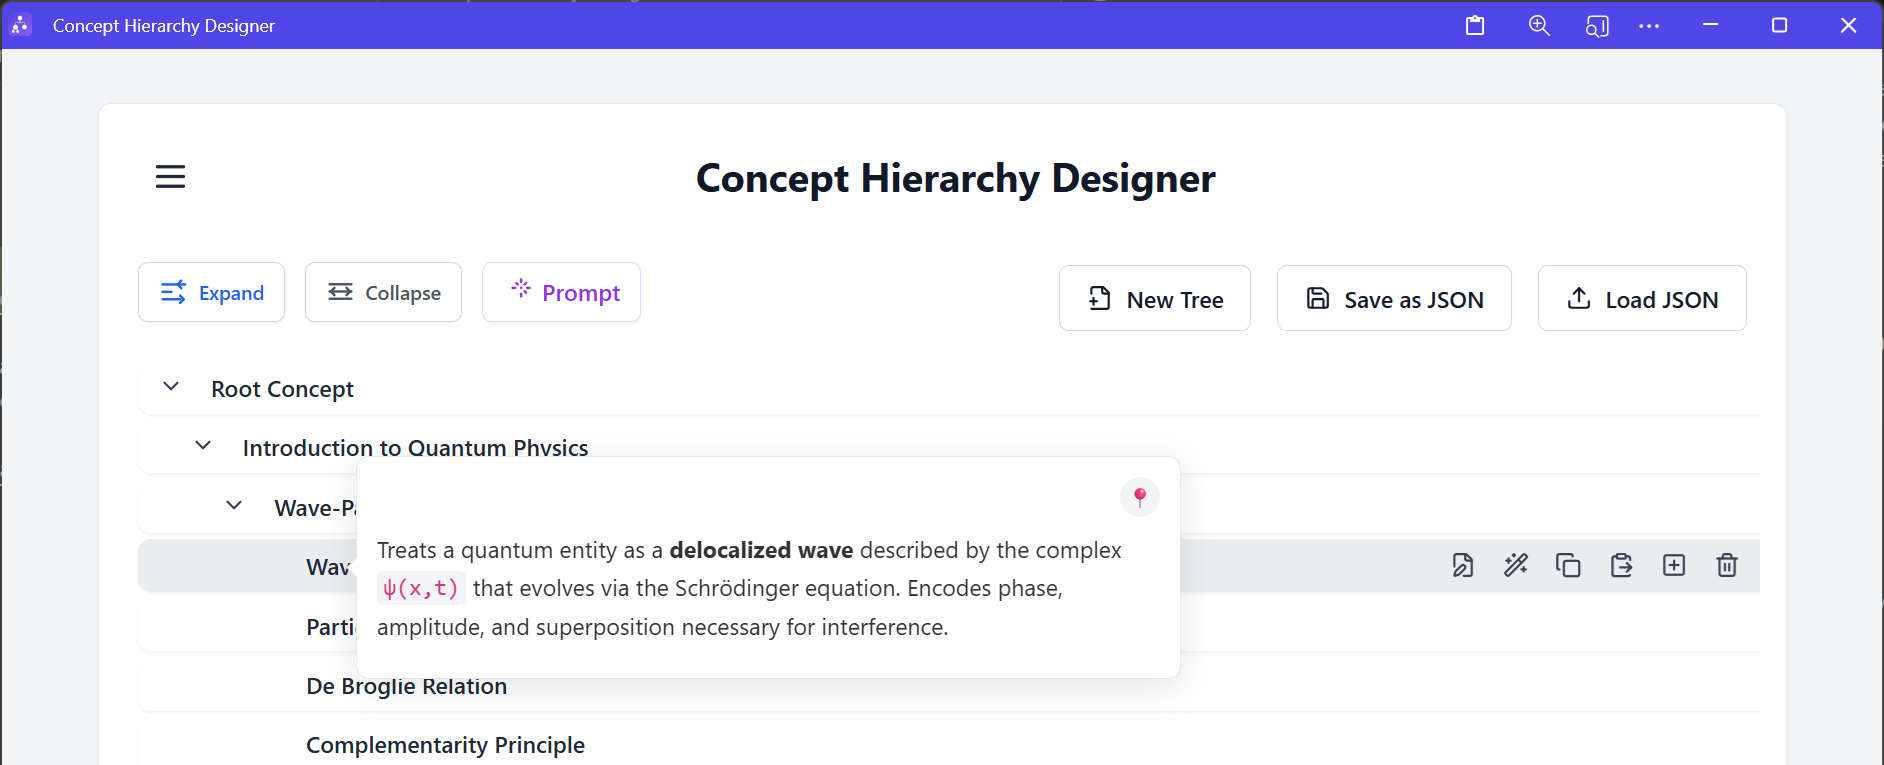 Concept Hierarchy Designer
Concept Hierarchy Designer
Expand
Collapse
Prompt
New Tree
Save as JSON
Load JSON
Root Concept
Introduction to Quantum Physics
Wave-Pa
Treats a quantum entity as a delocalized wave described by the complex
ψ(x,t) that evolves via the Schrödinger equation. Encodes phase,
amplitude, and superposition necessary for interference.
Wav
Parti
De Broglie Relation
Complementarity Principle